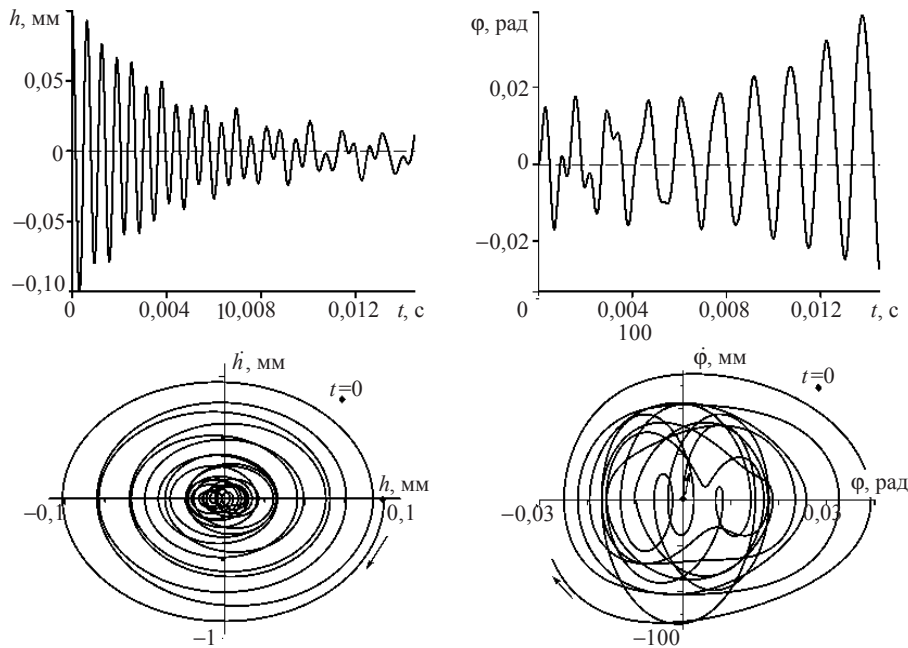 h, мм
0,05
0
–0,05
–0,10
0
0,004
10,008
0,012
t, с
φ, рад
0,02
0
–0,02
0
0,004
0,008
0,012
t, с
100
ḣ, мм
t=0
h, мм
–0.1
0.1
–1
φ̇, мм
t=0
φ, рад
–0,03
0,03
–100